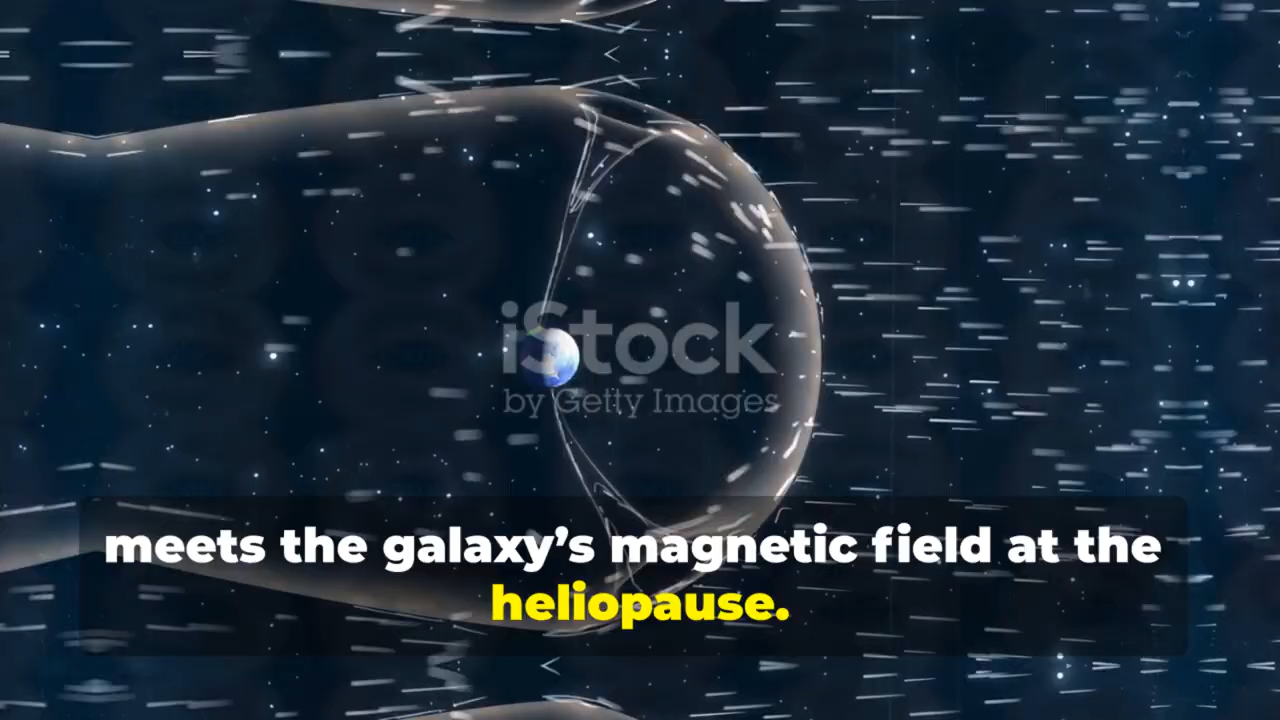 iStock
by Getty Images
meets the galaxy’s magnetic field at the
heliopause.